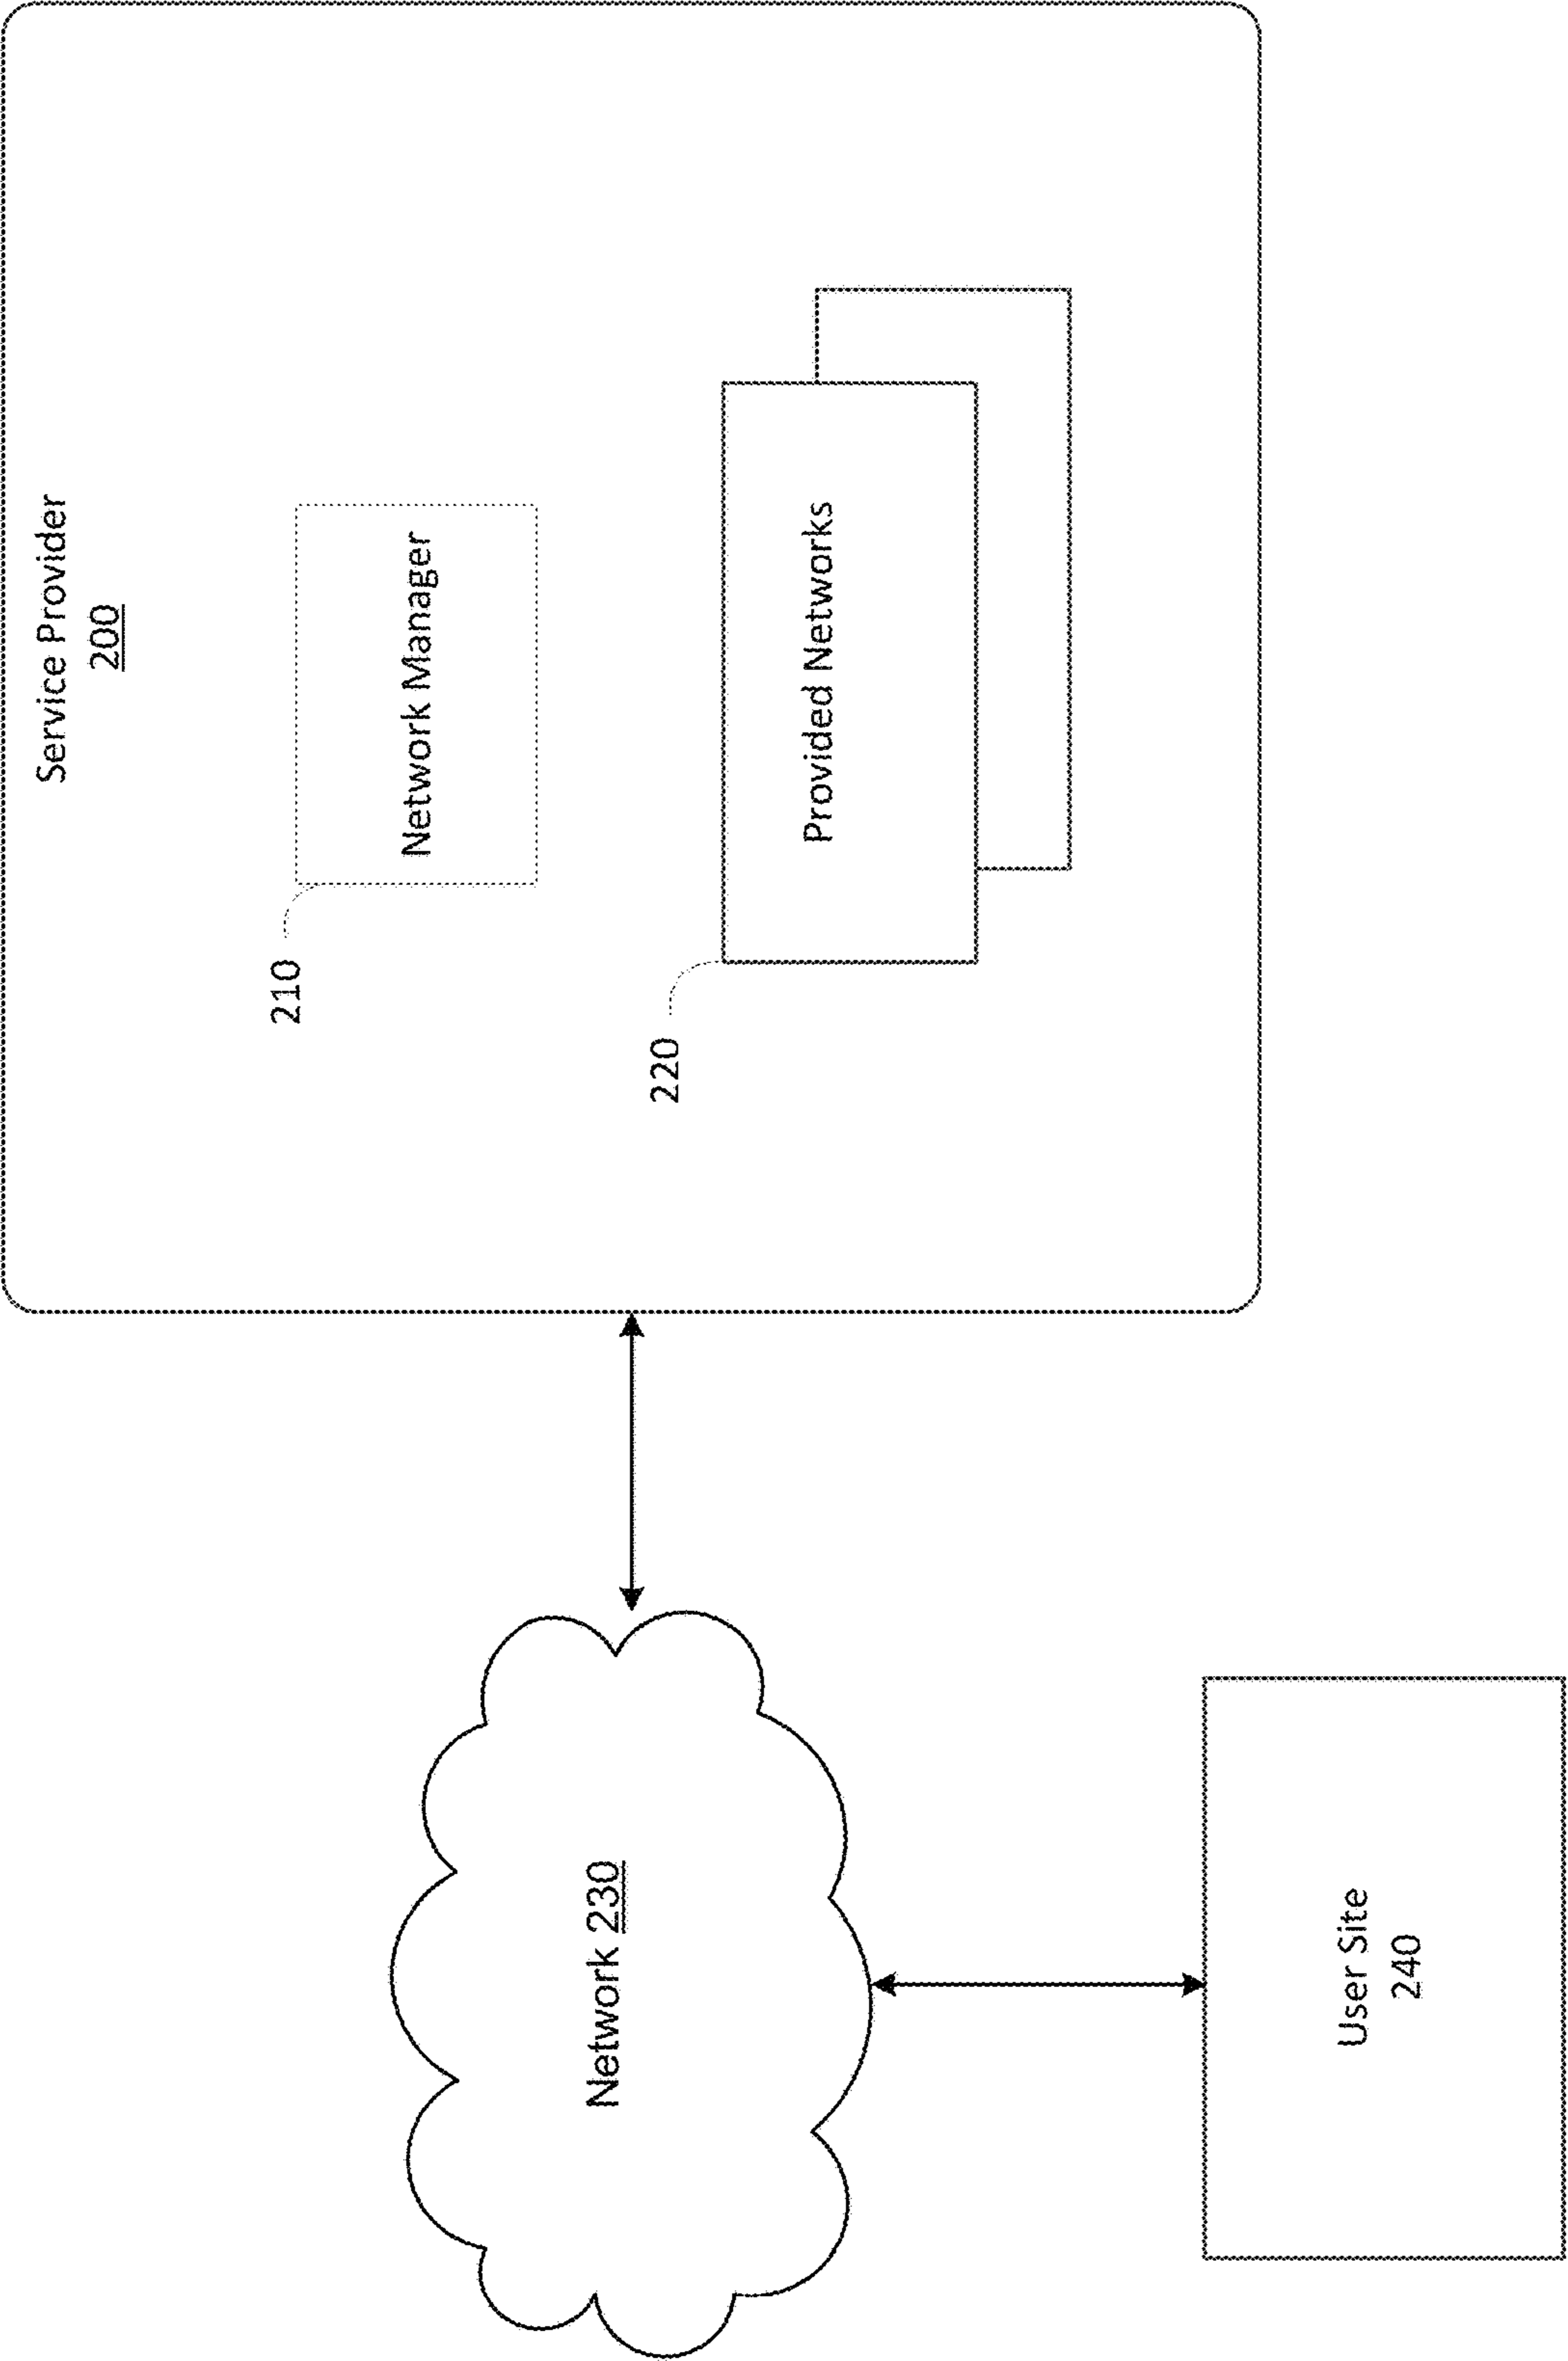 Service Provider
200
210
Network Manager
220
Provided Networks
Network 230
User Site
240